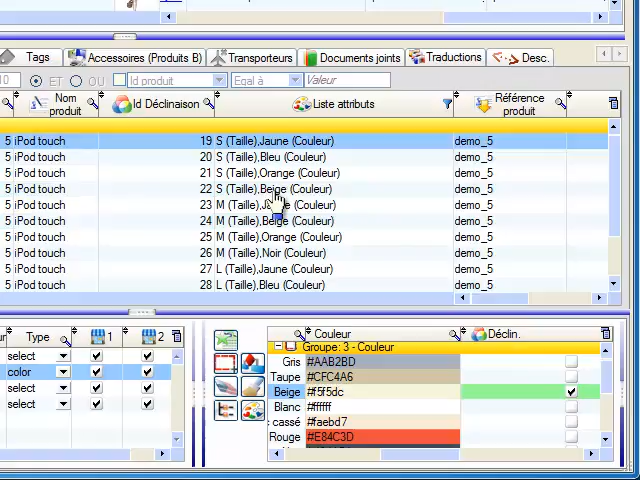 Tags Accessoires (Produits B) Transporteurs Documents joints Traductions Desc.
10 ET OU Id produit Egal à Valeur
Nom produit Id Déclinaison Liste attributs Référence produit
5 iPod touch 19 S (Taille),Jaune (Couleur) demo_5
5 iPod touch 20 S (Taille),Bleu (Couleur) demo_5
5 iPod touch 21 S (Taille),Orange (Couleur) demo_5
5 iPod touch 22 S (Taille),Beige (Couleur) demo_5
5 iPod touch 23 M (Taille),Jaune (Couleur) demo_5
5 iPod touch 24 M (Taille),Beige (Couleur) demo_5
5 iPod touch 25 M (Taille),Orange (Couleur) demo_5
5 iPod touch 26 M (Taille),Noir (Couleur) demo_5
5 iPod touch 27 L (Taille),Jaune (Couleur) demo_5
5 iPod touch 28 L (Taille),Bleu (Couleur) demo_5
Type 1 2
select
color
select
select
Couleur Déclin.
Groupe: 3 - Couleur
Gris #AAB2BD
Taupe #CFC4A6
Beige #f5f5dc
Blanc #ffffff
cassé #faebd7
Rouge #E84C3D